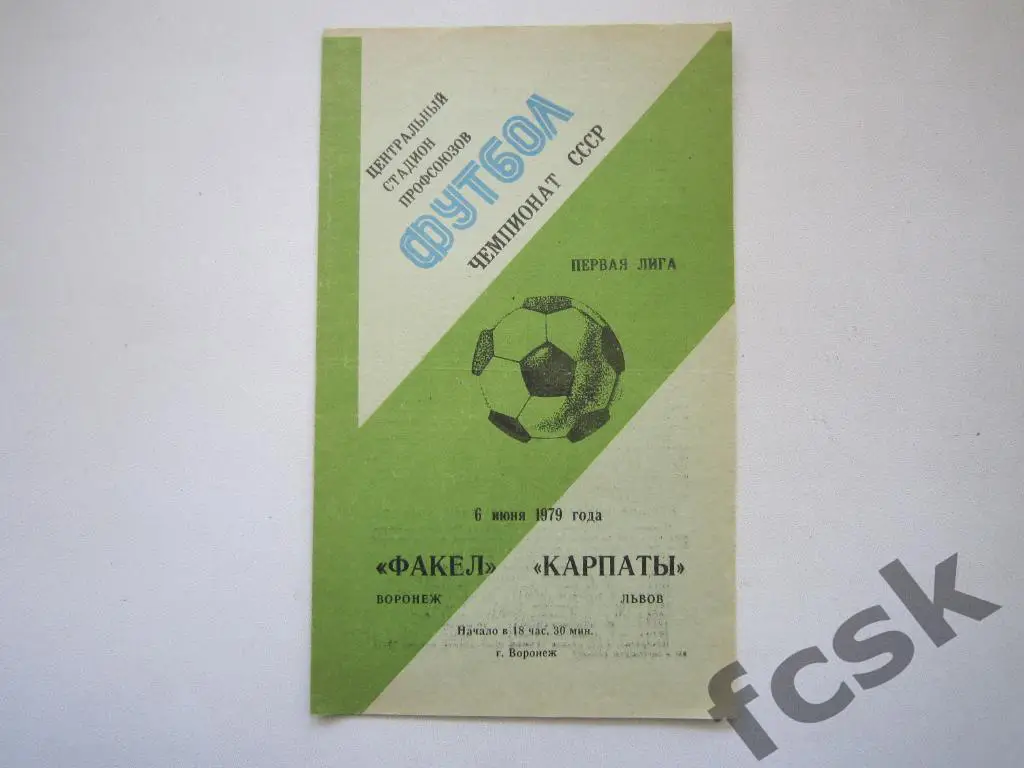 ЦЕНТРАЛЬНЫЙ
СТАДИОН
ПРОФСОЮЗОВ
ФУТБОЛ
ЧЕМПИОНАТ СССР
ПЕРВАЯ ЛИГА
6 июня 1979 года
«ФАКЕЛ» «КАРПАТЫ»
ВОРОНЕЖ ЛЬВОВ
Начало в 18 час. 30 мин.
г. Воронеж
fcsk